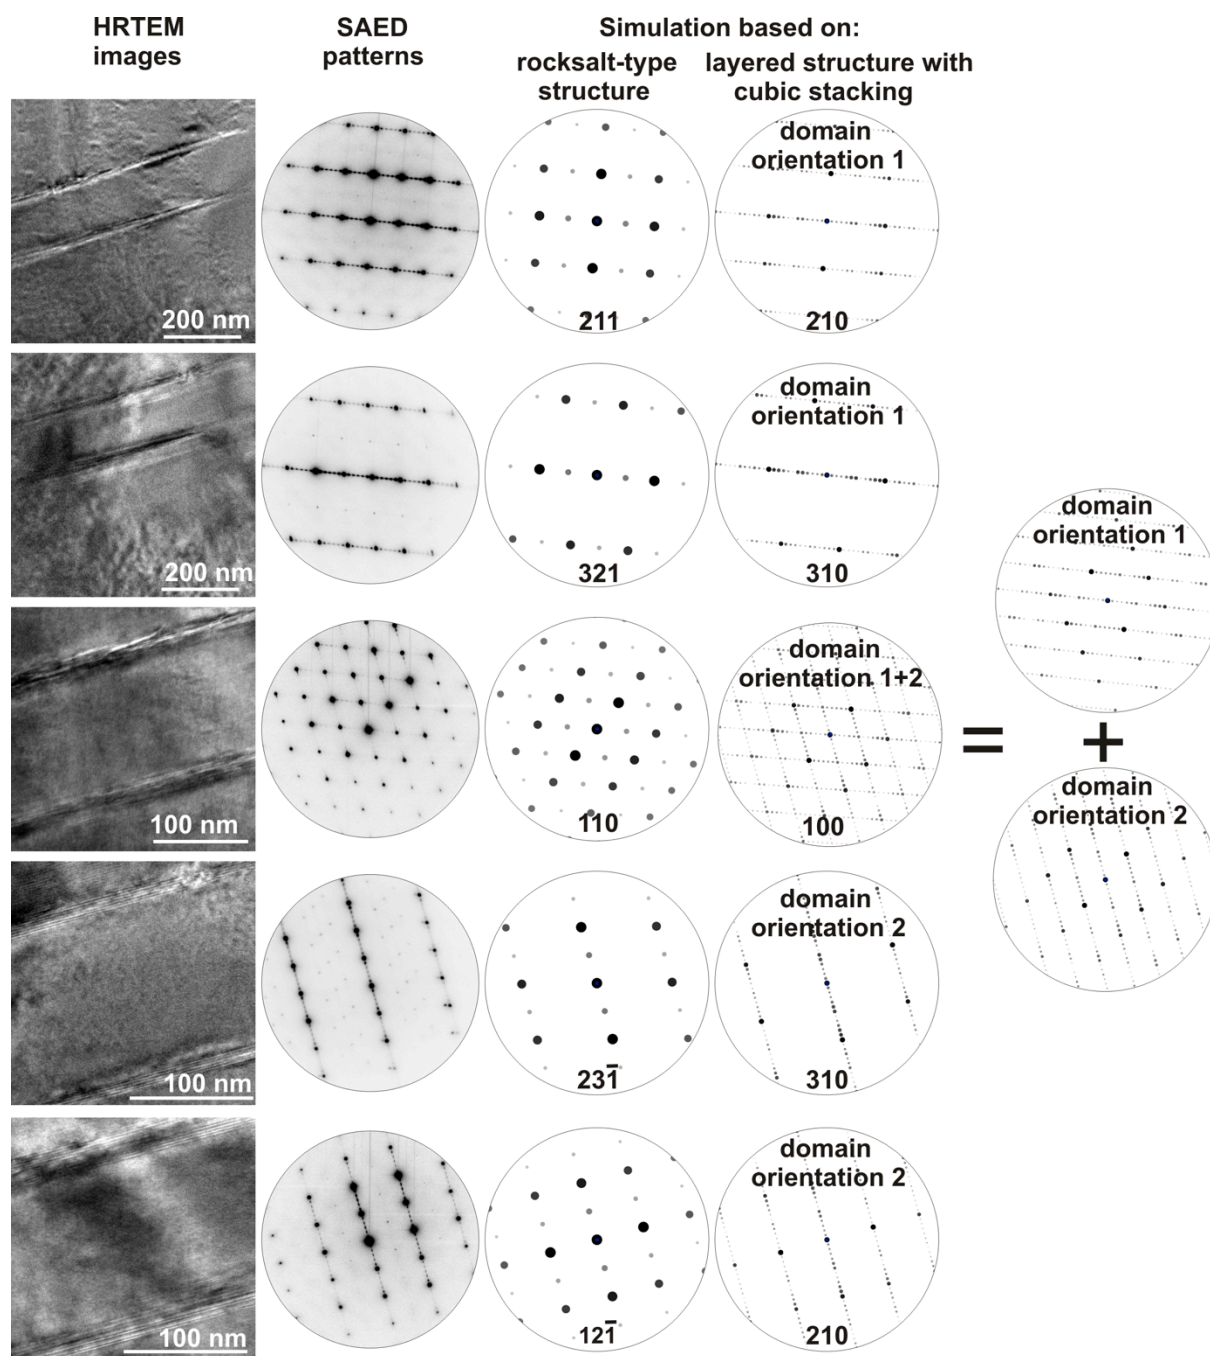 HRTEM
images
SAED
patterns
Simulation based on:
rocksalt-type
structure
layered structure with
cubic stacking
200 nm
211
domain
orientation 1
210
200 nm
321
domain
orientation 1
310
100 nm
110
domain
orientation 1+2
100
=
domain
orientation 1
+
domain
orientation 2
100 nm
231̅
domain
orientation 2
310
100 nm
121̅
domain
orientation 2
210